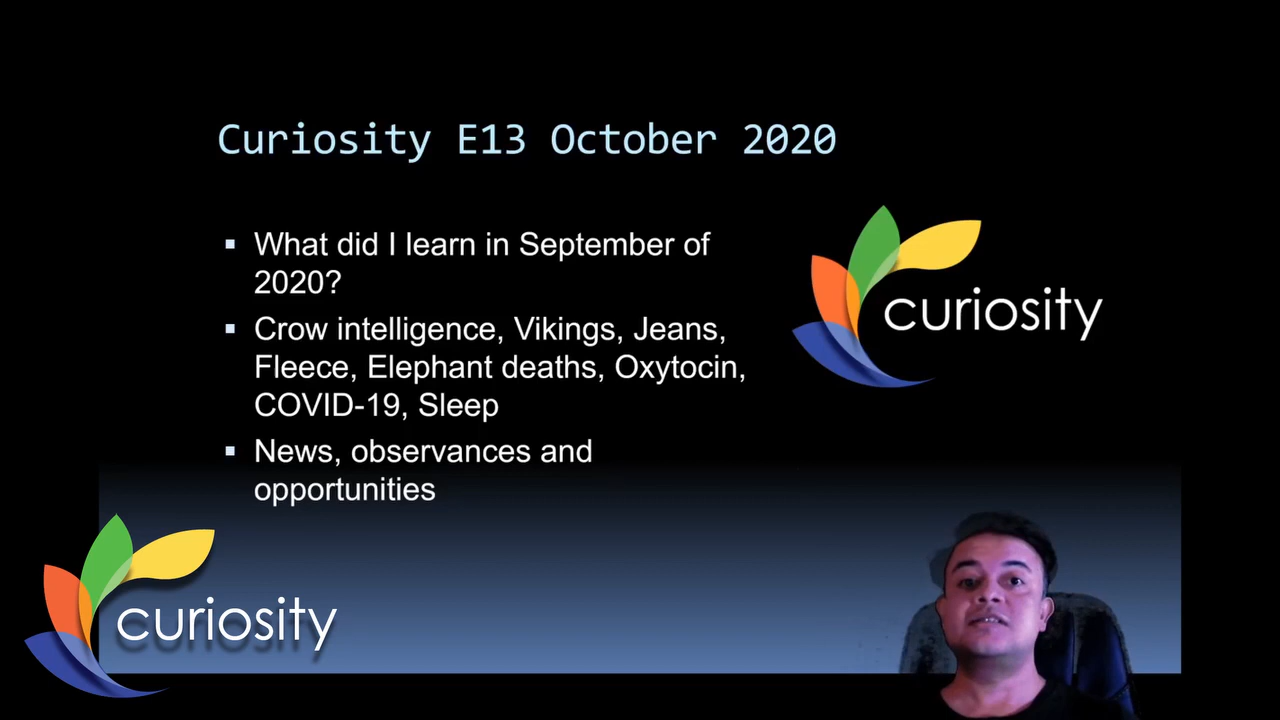 Curiosity E13 October 2020
▪ What did I learn in September of
2020?
▪ Crow intelligence, Vikings, Jeans,
Fleece, Elephant deaths, Oxytocin,
COVID-19, Sleep
▪ News, observances and
opportunities
curiosity
curiosity